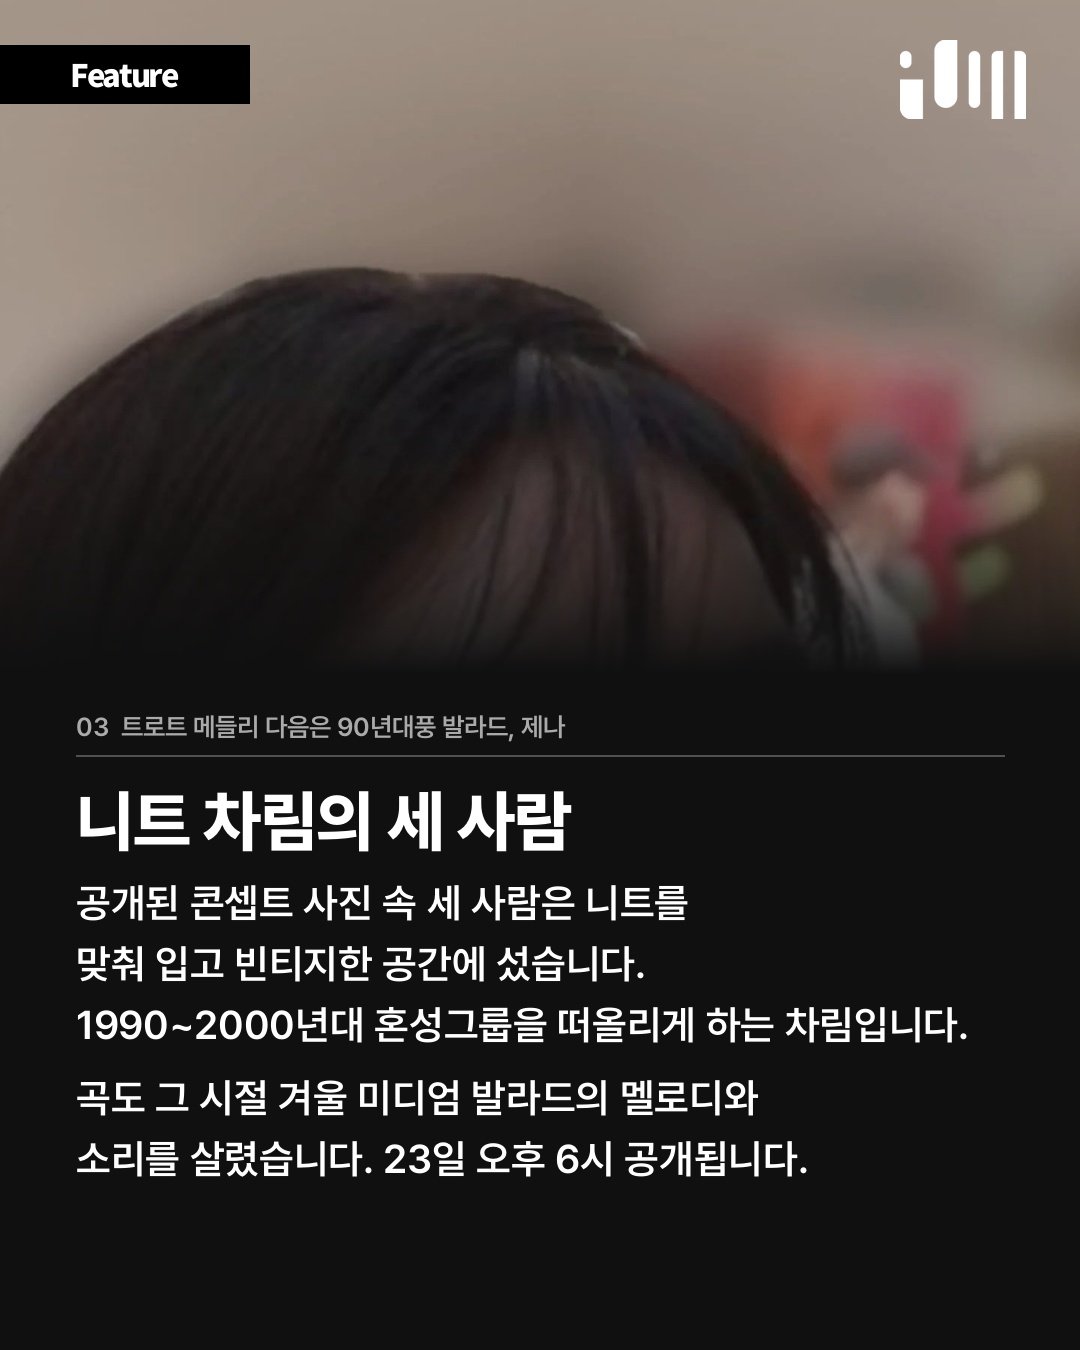 Feature
03 트로트 메들리 다음은 90년대풍 발라드, 제나
니트 차림의 세 사람
공개된 콘셉트 사진 속 세 사람은 니트를
맞춰 입고 빈티지한 공간에 섰습니다.
1990~2000년대 혼성그룹을 떠올리게 하는 차림입니다.
곡도 그 시절 겨울 미디엄 발라드의 멜로디와
소리를 살렸습니다. 23일 오후 6시 공개됩니다.